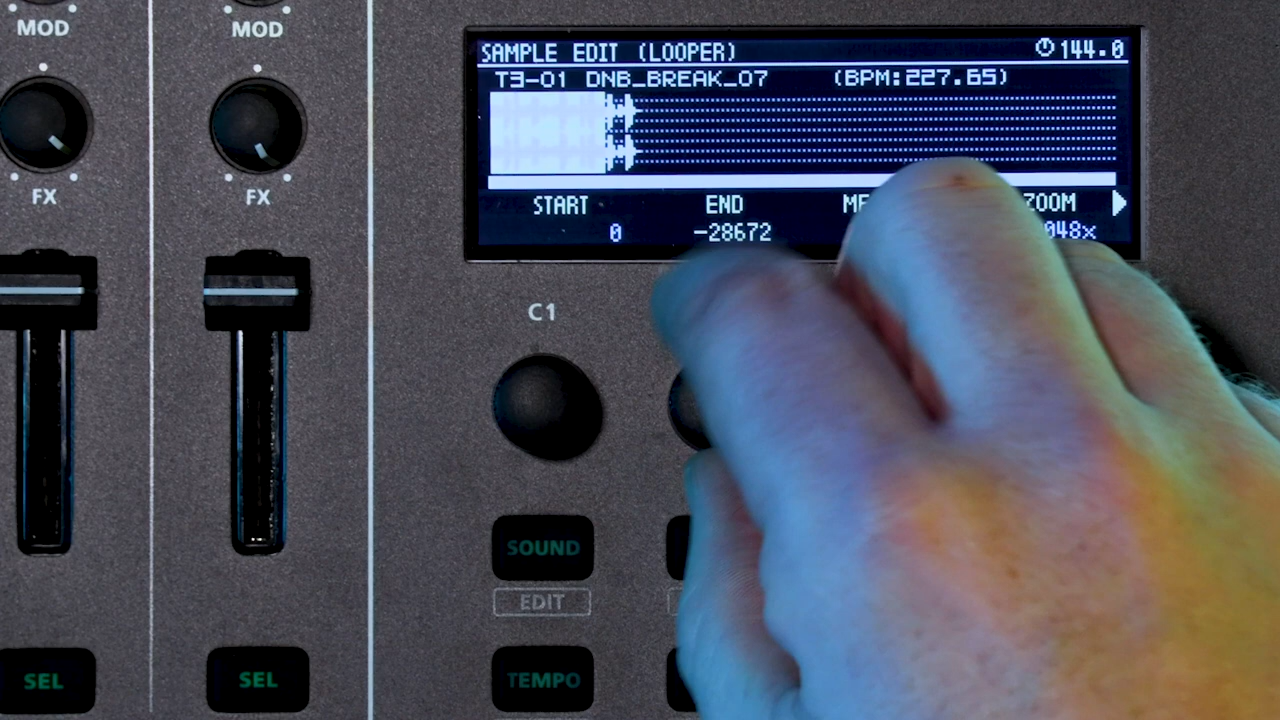 MOD
MOD
FX
FX
SAMPLE EDIT (LOOPER) 144.0
T3-01 DNB_BREAK_07 (BPM:227.65)
START END ZOOM
0 -28672
C1
SOUND
EDIT
SEL
SEL
TEMPO